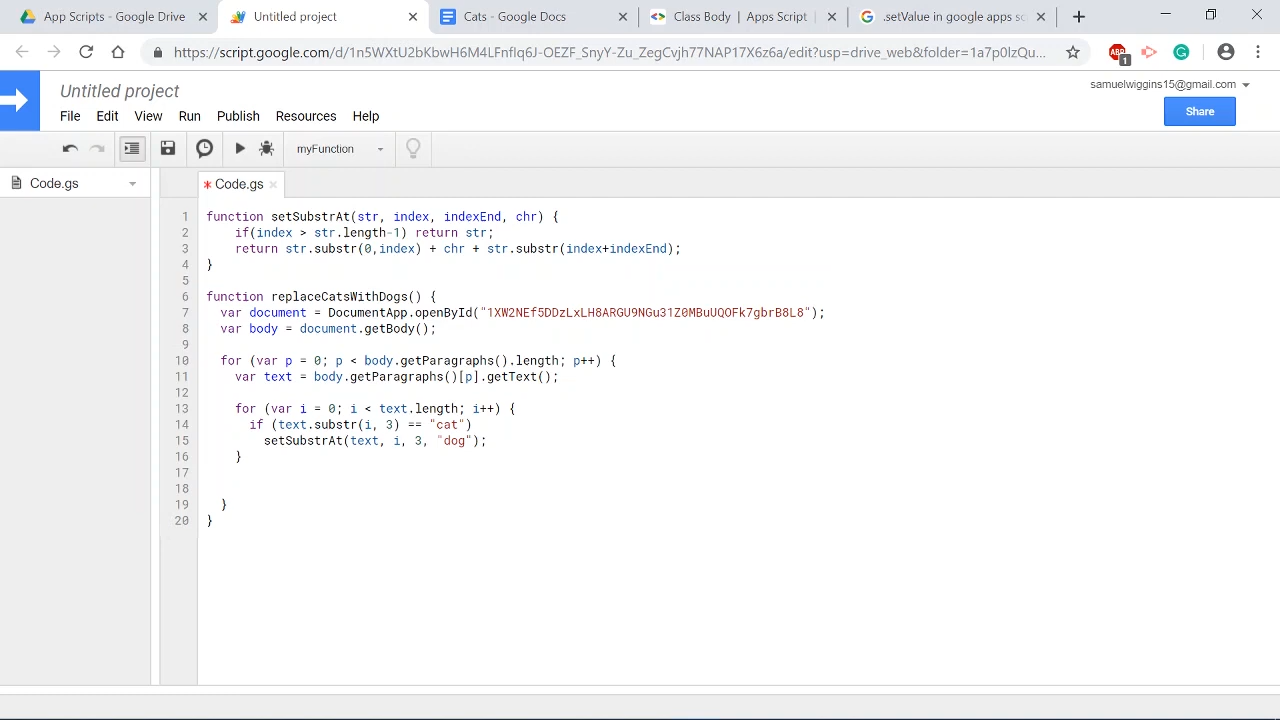 App Scripts - Google Drive
Untitled project
Cats - Google Docs
Class Body | Apps Script |
.setValue in google apps sc
https://script.google.com/d/1n5WXtU2bKbwH6M4LFnflq6J-OEZF_SnyY-Zu_ZegCvjh77NAP17X6z6a/edit?usp=drive_web&folder=1a7p0IzQu...
ABP
1
Untitled project
samuelwiggins15@gmail.com
File Edit View Run Publish Resources Help
Share
myFunction
Code.gs
* Code.gs
1 function setSubstrAt(str, index, indexEnd, chr) {
2 if(index > str.length-1) return str;
3 return str.substr(0,index) + chr + str.substr(index+indexEnd);
4 }
5
6 function replaceCatsWithDogs() {
7 var document = DocumentApp.openById("1XW2NEf5DDzLxLH8ARGU9NGu31Z0MBuUQOFk7gbrB8L8");
8 var body = document.getBody();
9
10 for (var p = 0; p < body.getParagraphs().length; p++) {
11 var text = body.getParagraphs()[p].getText();
12
13 for (var i = 0; i < text.length; i++) {
14 if (text.substr(i, 3) == "cat")
15 setSubstrAt(text, i, 3, "dog");
16 }
17
18
19 }
20 }